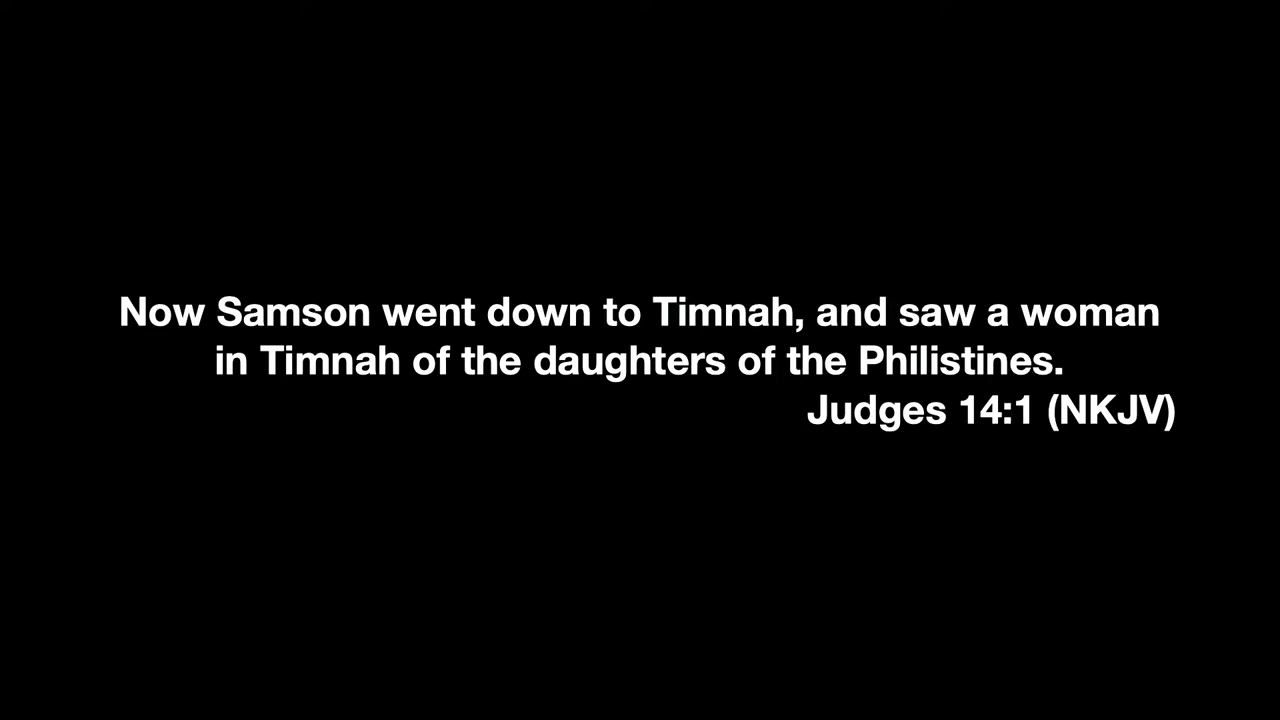 Now Samson went down to Timnah, and saw a woman
in Timnah of the daughters of the Philistines.
Judges 14:1 (NKJV)